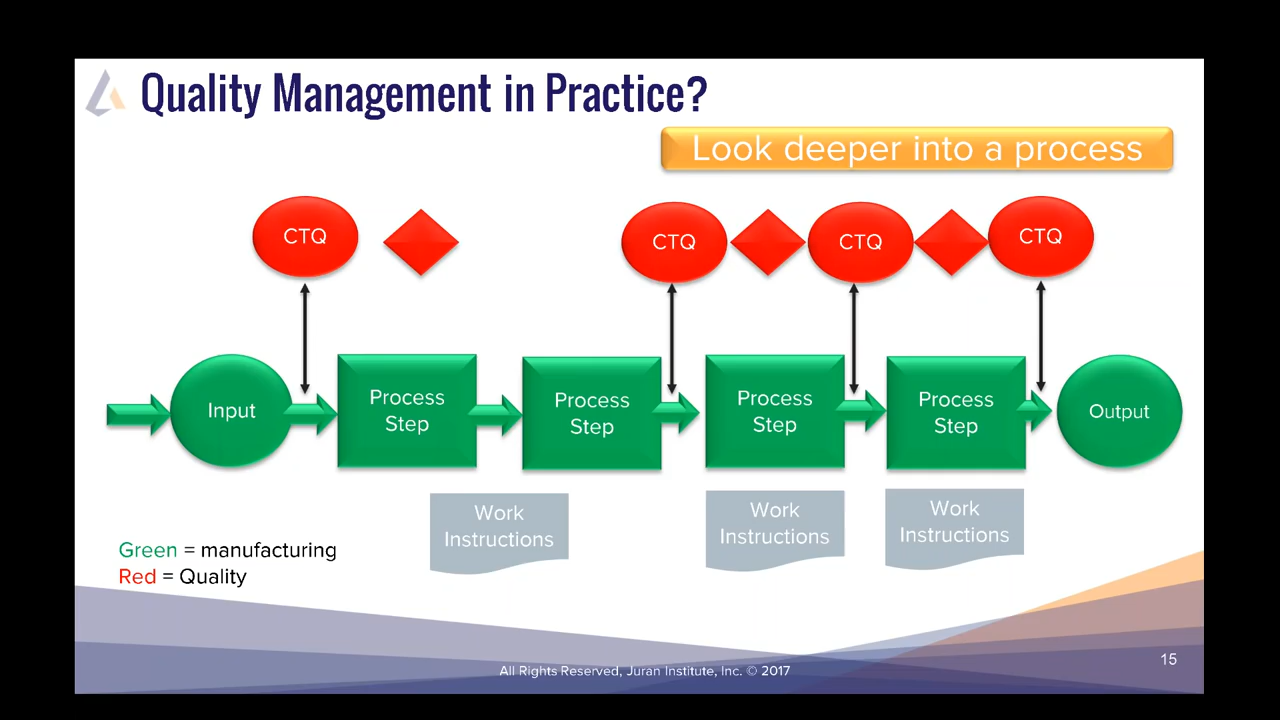 Quality Management in Practice?
Look deeper into a process
CTQ
CTQ
CTQ
CTQ
Input
Process
Step
Process
Step
Process
Step
Process
Step
Output
Work
Instructions
Work
Instructions
Work
Instructions
Green = manufacturing
Red = Quality
All Rights Reserved, Juran Institute, Inc. © 2017
15